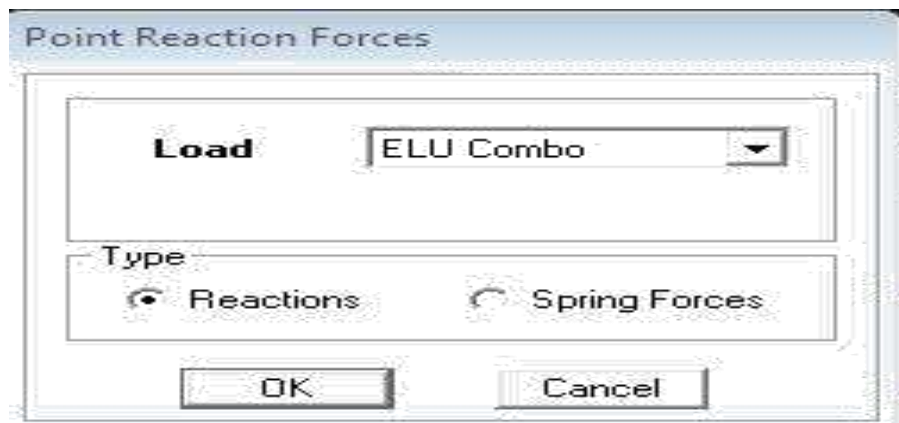 Point Reaction Forces
Load ELU Combo
Type
Reactions Spring Forces
OK Cancel